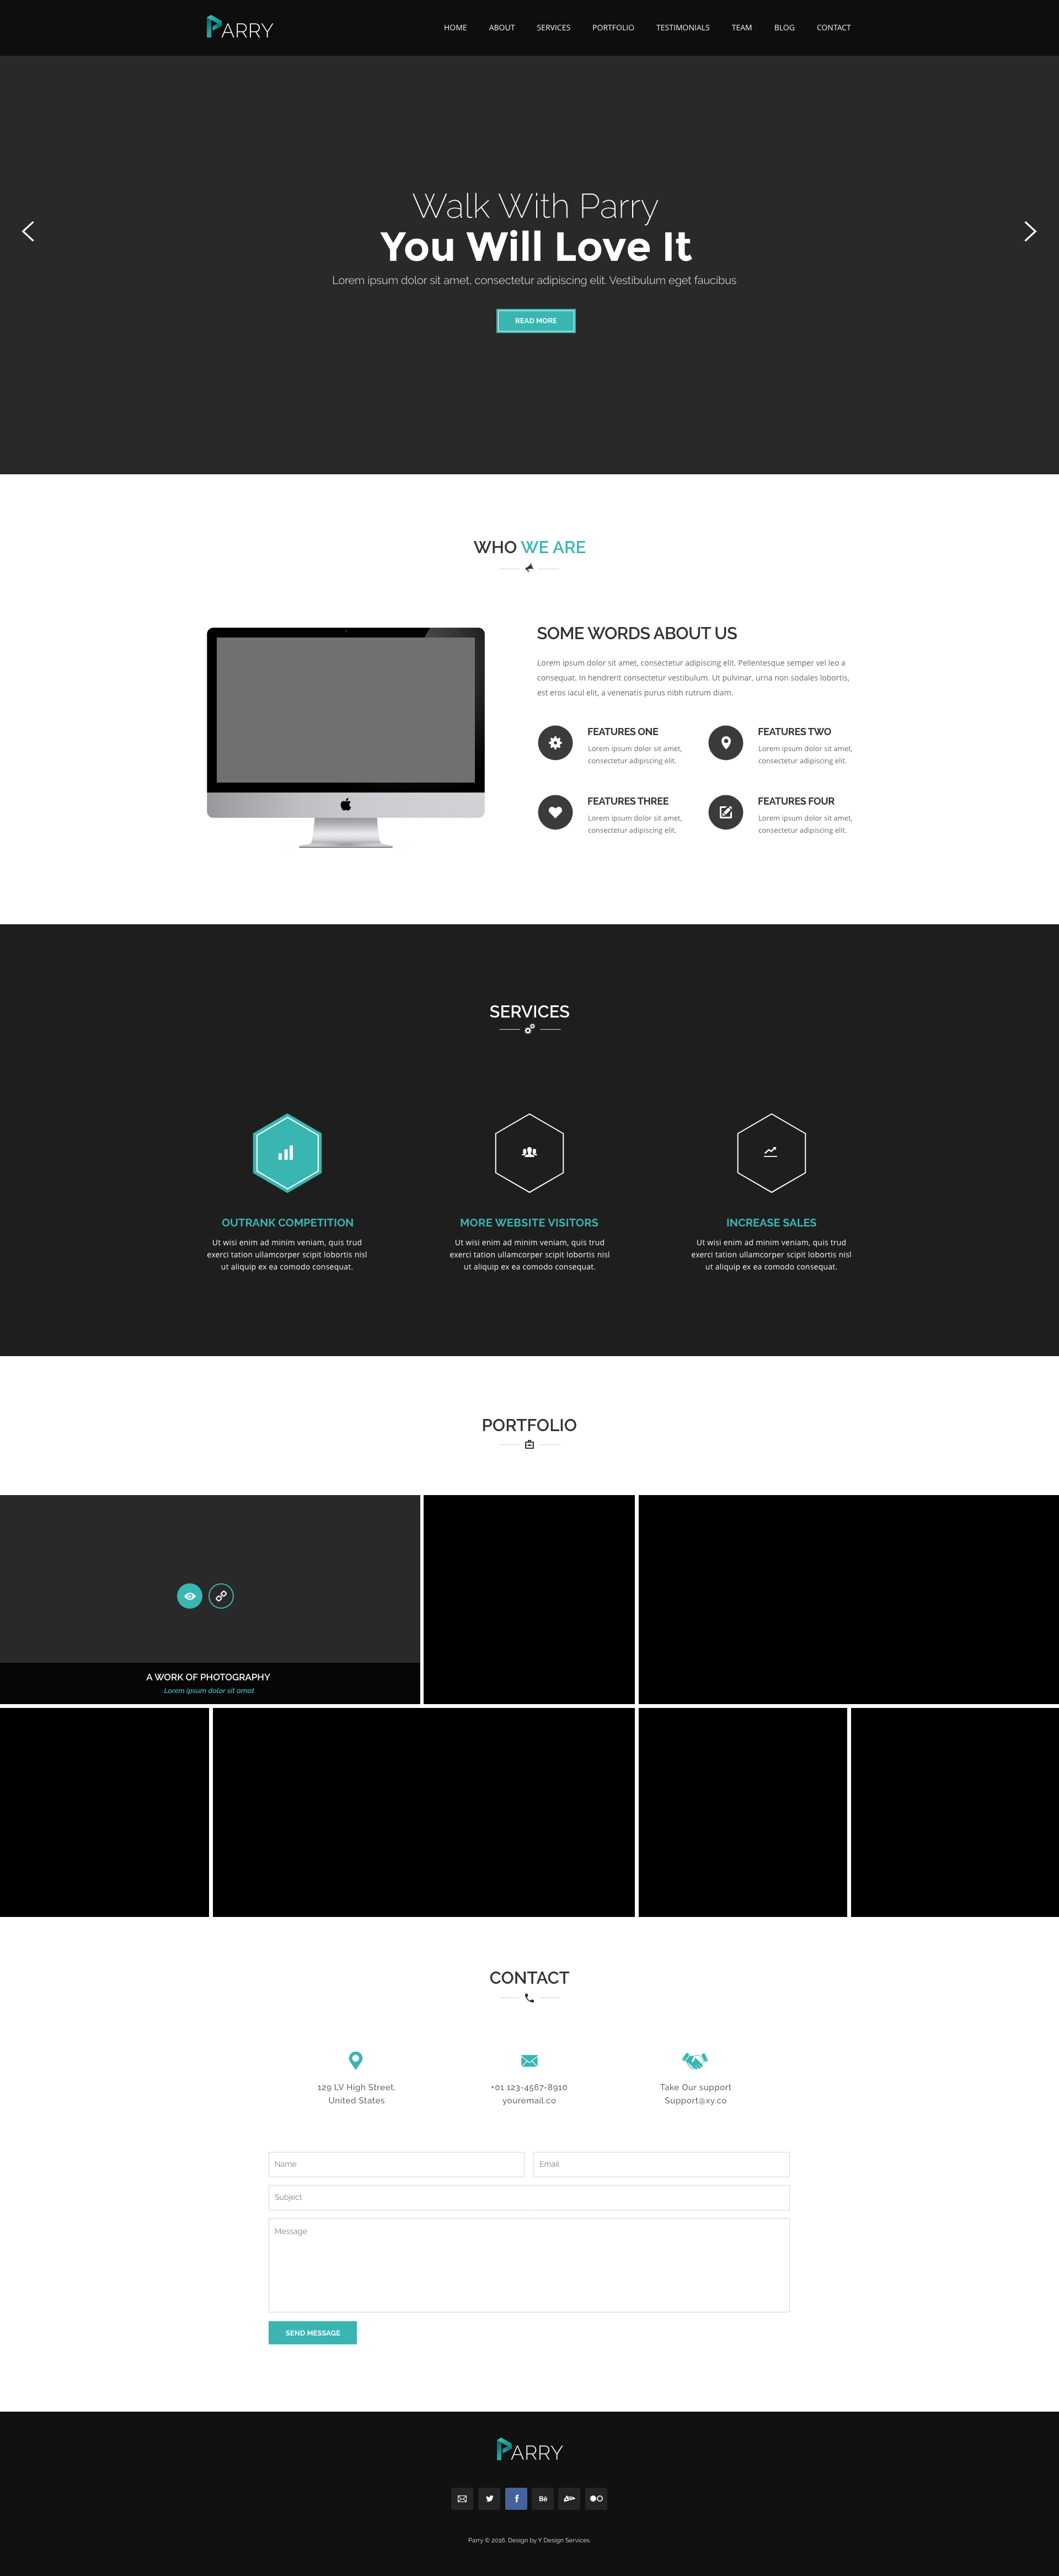 PARRY
HOME ABOUT SERVICES PORTFOLIO TESTIMONIALS TEAM BLOG CONTACT
Walk With Parry
You Will Love It
Lorem ipsum dolor sit amet, consectetur adipiscing elit. Vestibulum eget faucibus
READ MORE
WHO WE ARE
SOME WORDS ABOUT US
Lorem ipsum dolor sit amet, consectetur adipiscing elit. Pellentesque semper vel leo a
consequat. In hendrerit consectetur vestibulum. Ut pulvinar, urna non sodales lobortis,
est eros iacul elit, a venenatis purus nibh rutrum diam.
FEATURES ONE
Lorem ipsum dolor sit amet,
consectetur adipiscing elit.
FEATURES TWO
Lorem ipsum dolor sit amet,
consectetur adipiscing elit.
FEATURES THREE
Lorem ipsum dolor sit amet,
consectetur adipiscing elit.
FEATURES FOUR
Lorem ipsum dolor sit amet,
consectetur adipiscing elit.
SERVICES
OUTRANK COMPETITION
Ut wisi enim ad minim veniam, quis trud
exerci tation ullamcorper scipit lobortis nisl
ut aliquip ex ea comodo consequat.
MORE WEBSITE VISITORS
Ut wisi enim ad minim veniam, quis trud
exerci tation ullamcorper scipit lobortis nisl
ut aliquip ex ea comodo consequat.
INCREASE SALES
Ut wisi enim ad minim veniam, quis trud
exerci tation ullamcorper scipit lobortis nisl
ut aliquip ex ea comodo consequat.
PORTFOLIO
A WORK OF PHOTOGRAPHY
Lorem ipsum dolor sit amat
CONTACT
129 LV High Street,
United States
+01 123-4567-8910
youremail.co
Take Our support
Support@xy.co
Name
Email
Subject
Message
SEND MESSAGE
PARRY
f
Bē
Parry © 2016. Design by Y Design Services.